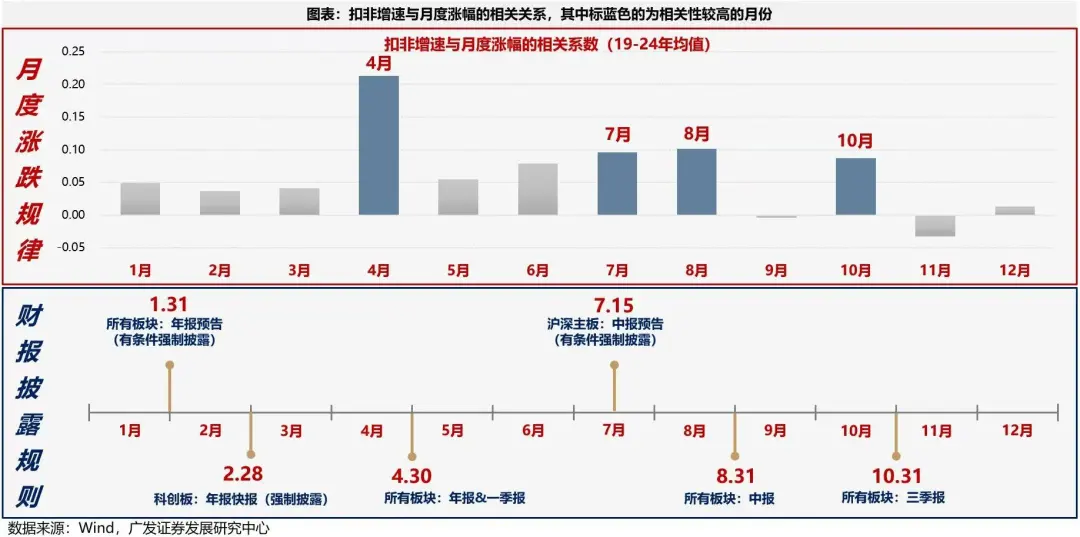 图表：扣非增速与月度涨幅的相关关系，其中标蓝色的为相关性较高的月份
月度涨跌规律
扣非增速与月度涨幅的相关系数（19-24年均值）
0.25
0.20
0.15
0.10
0.05
0.00
-0.05
4月
7月
8月
10月
1月 2月 3月 4月 5月 6月 7月 8月 9月 10月 11月 12月
财报披露规则
1.31
所有板块：年报预告
（有条件强制披露）
7.15
沪深主板：中报预告
（有条件强制披露）
1月 2月 3月 4月 5月 6月 7月 8月 9月 10月 11月 12月
2.28
科创板：年报快报（强制披露）
4.30
所有板块：年报&一季报
8.31
所有板块：中报
10.31
所有板块：三季报
数据来源：Wind，广发证券发展研究中心